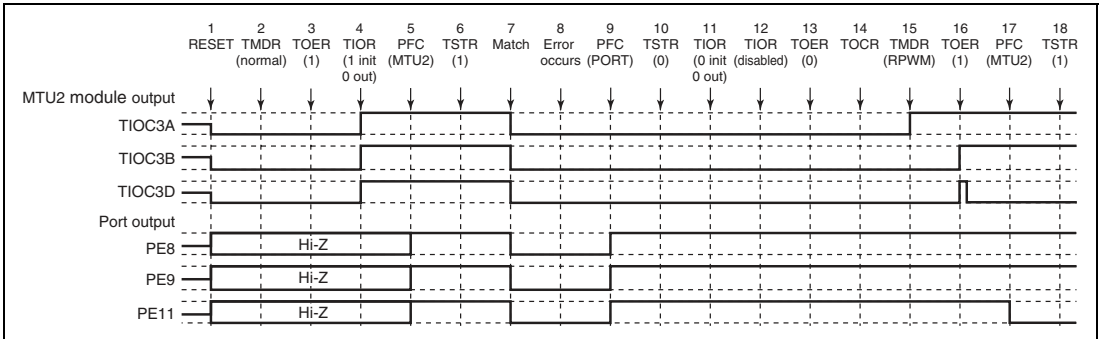 1 2 3 4 5 6 7 8 9 10 11 12 13 14 15 16 17 18
RESET TMDR TOER TIOR PFC TSTR Match Error PFC TSTR TIOR TIOR TOER TOCR TMDR TOER PFC TSTR
(normal) (1) (1 init (MTU2) (1) occurs (PORT) (0) (0 init (disabled) (0) (RPWM) (1) (MTU2) (1)
0 out) 0 out)
MTU2 module output
TIOC3A
TIOC3B
TIOC3D
Port output
PE8 Hi-Z
PE9 Hi-Z
PE11 Hi-Z